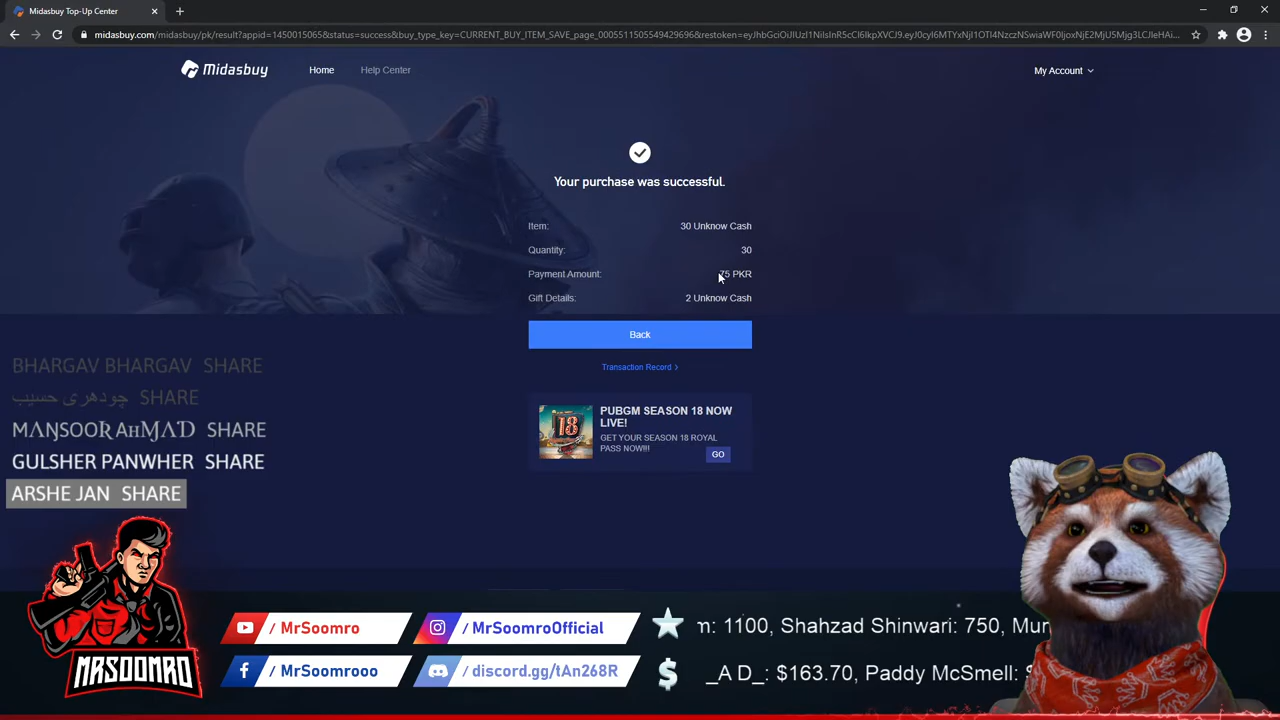 Midasbuy Top-Up Center
midasbuy.com/midasbuy/pk/result?appid=1450015065&status=success&buy_type_key=CURRENT_BUY_ITEM_SAVE_page_0005511505549429696&restoken=
Midasbuy
Home
Help Center
My Account
Your purchase was successful.
Item: 30 Unknow Cash
Quantity: 30
Payment Amount: 75 PKR
Gift Details: 2 Unknow Cash
Back
Transaction Record >
18
PUBGM SEASON 18 NOW
LIVE!
GET YOUR SEASON 18 ROYAL
PASS NOW!!!
GO
BHARGAV BHARGAV SHARE
چودھری حسیب SHARE
MANSOOR AHMAD SHARE
GULSHER PANWHER SHARE
ARSHE JAN SHARE
MRSOOMRO
/ MrSoomro
/ MrSoomroOfficial
m: 1100, Shahzad Shinwari: 750, Mur
/ MrSoomrooo
/ discord.gg/tAn268R
$
_A D_: $163.70, Paddy McSmell: $